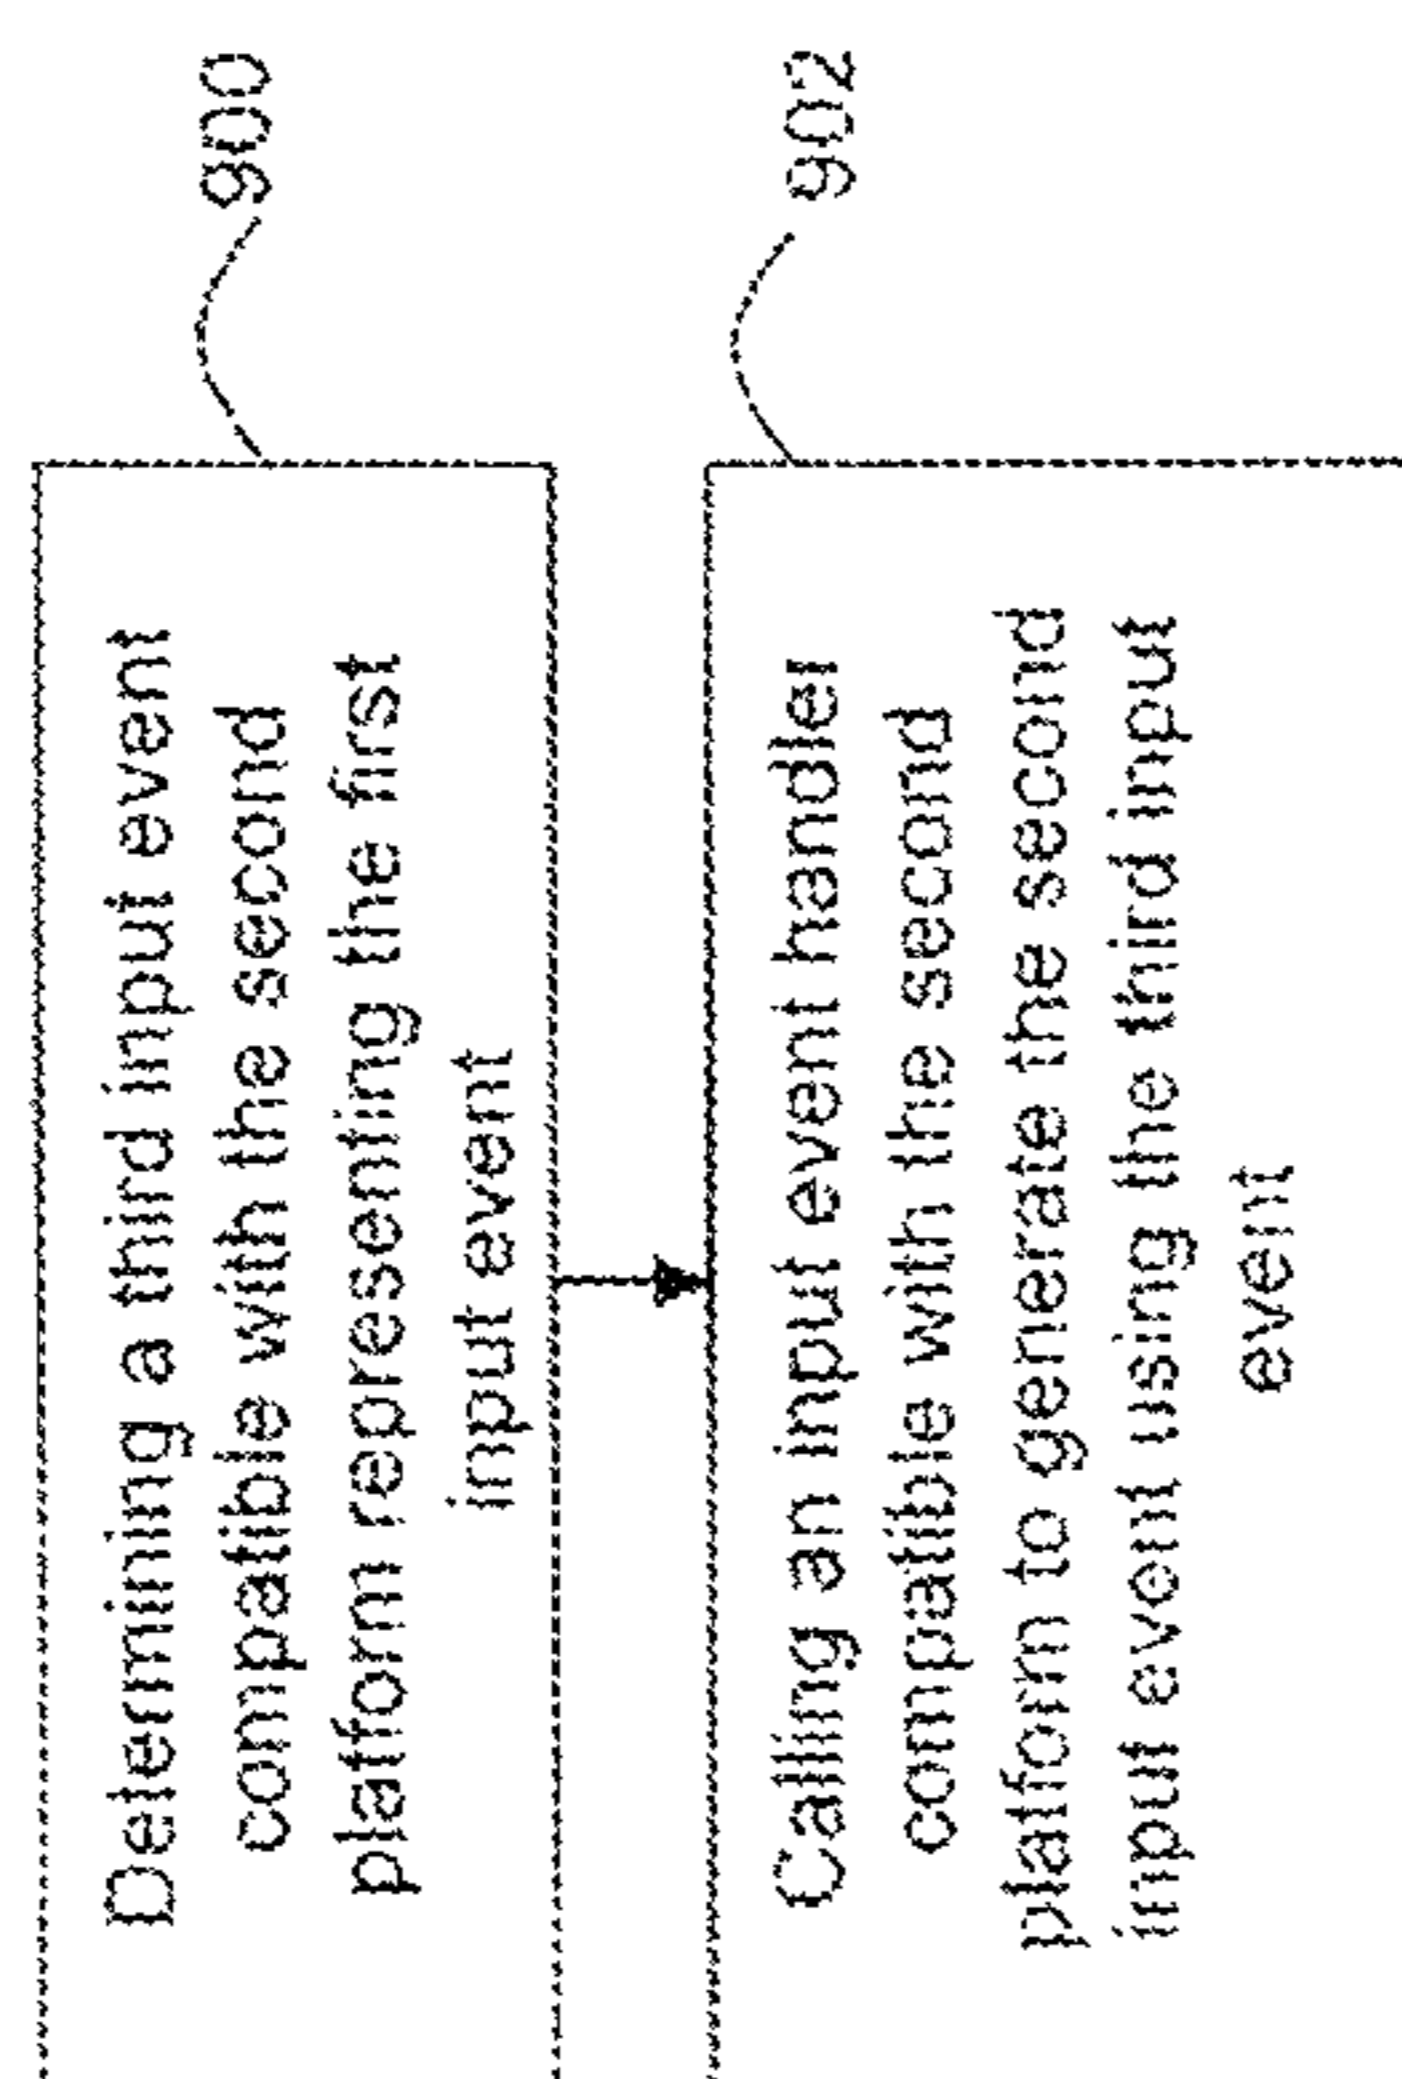 Determining a third input event
compatible with the second
platform representing the first
input event
900
Calling an input event handler
compatible with the second
platform to generate the second
input event using the third input
event
902